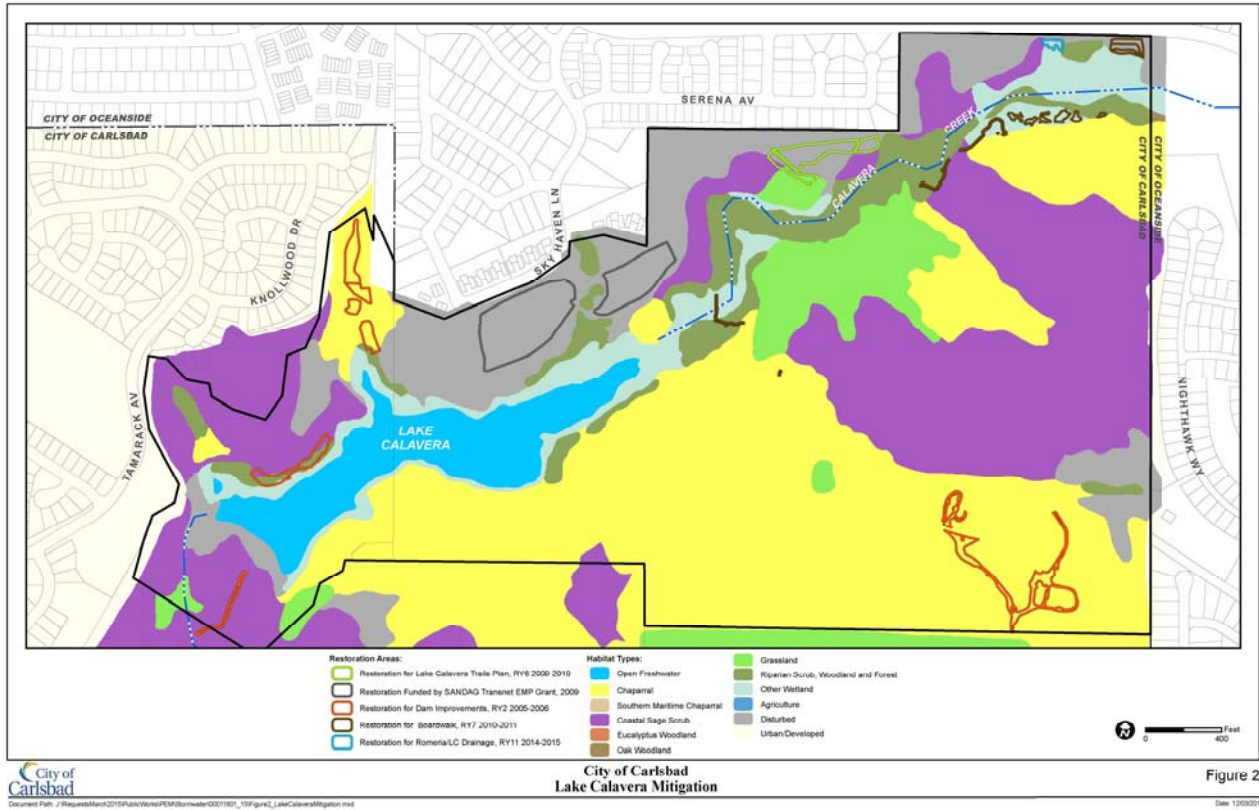 SERENA AV
CITY OF OCEANSIDE
CITY OF CARLSBAD
CREEK
CALAVERA
CITY OF OCEANSIDE
CITY OF CARLSBAD
SKY HAVEN LN
KNOLLWOOD DR
TAMARACK AV
NIGHTHAWK WY
LAKE
CALAVERA
Restoration Areas:
Restoration for Lake Calavera Trails Plan, RY6 2009-2010
Restoration Funded by SANDAG Transnet EMP Grant, 2009
Restoration for Dam Improvements, RY2 2005-2006
Restoration for Boardwalk, RY7 2010-2011
Restoration for Romeria/LC Drainage, RY11 2014-2015
Habitat Types:
Open Freshwater
Chaparral
Southern Maritime Chaparral
Coastal Sage Scrub
Eucalyptus Woodland
Oak Woodland
Grassland
Riparian Scrub, Woodland and Forest
Other Wetland
Agriculture
Disturbed
Urban/Developed
Feet
0 400
City of
Carlsbad
City of Carlsbad
Lake Calavera Mitigation
Figure 2